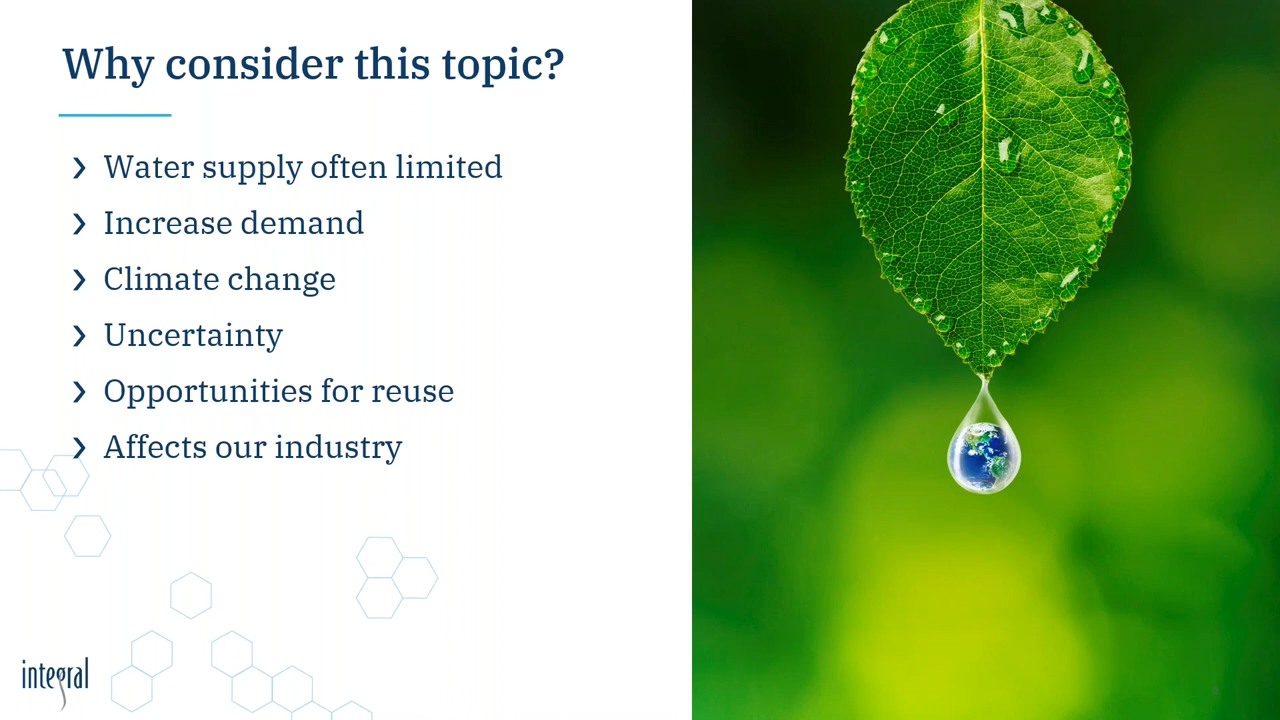 Why consider this topic?
Water supply often limited
Increase demand
Climate change
Uncertainty
Opportunities for reuse
Affects our industry
integral